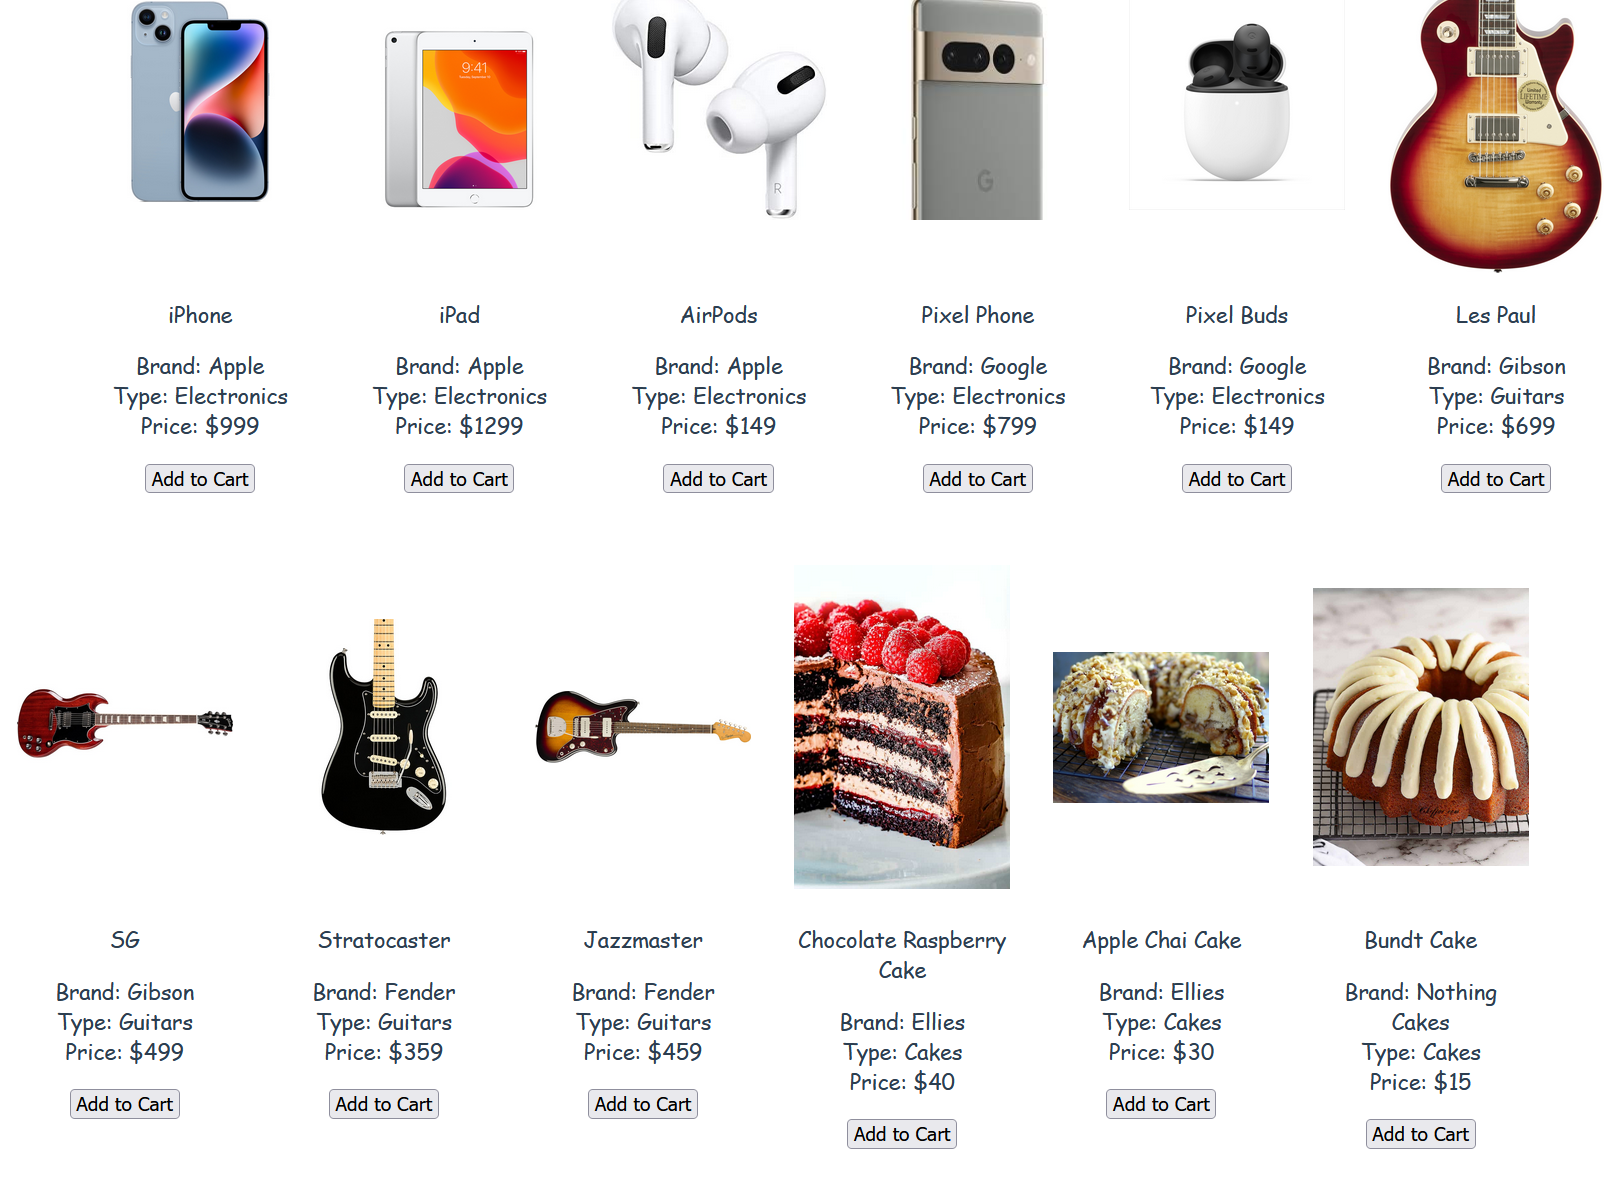 9:41
R
G
Limited
LIFETIME
Warranty
iPhone
Brand: Apple
Type: Electronics
Price: $999
Add to Cart
iPad
Brand: Apple
Type: Electronics
Price: $1299
Add to Cart
AirPods
Brand: Apple
Type: Electronics
Price: $149
Add to Cart
Pixel Phone
Brand: Google
Type: Electronics
Price: $799
Add to Cart
Pixel Buds
Brand: Google
Type: Electronics
Price: $149
Add to Cart
Les Paul
Brand: Gibson
Type: Guitars
Price: $699
Add to Cart
SG
Brand: Gibson
Type: Guitars
Price: $499
Add to Cart
Stratocaster
Brand: Fender
Type: Guitars
Price: $359
Add to Cart
Jazzmaster
Brand: Fender
Type: Guitars
Price: $459
Add to Cart
Chocolate Raspberry
Cake
Brand: Ellies
Type: Cakes
Price: $40
Add to Cart
Apple Chai Cake
Brand: Ellies
Type: Cakes
Price: $30
Add to Cart
Bundt Cake
Brand: Nothing
Cakes
Type: Cakes
Price: $15
Add to Cart